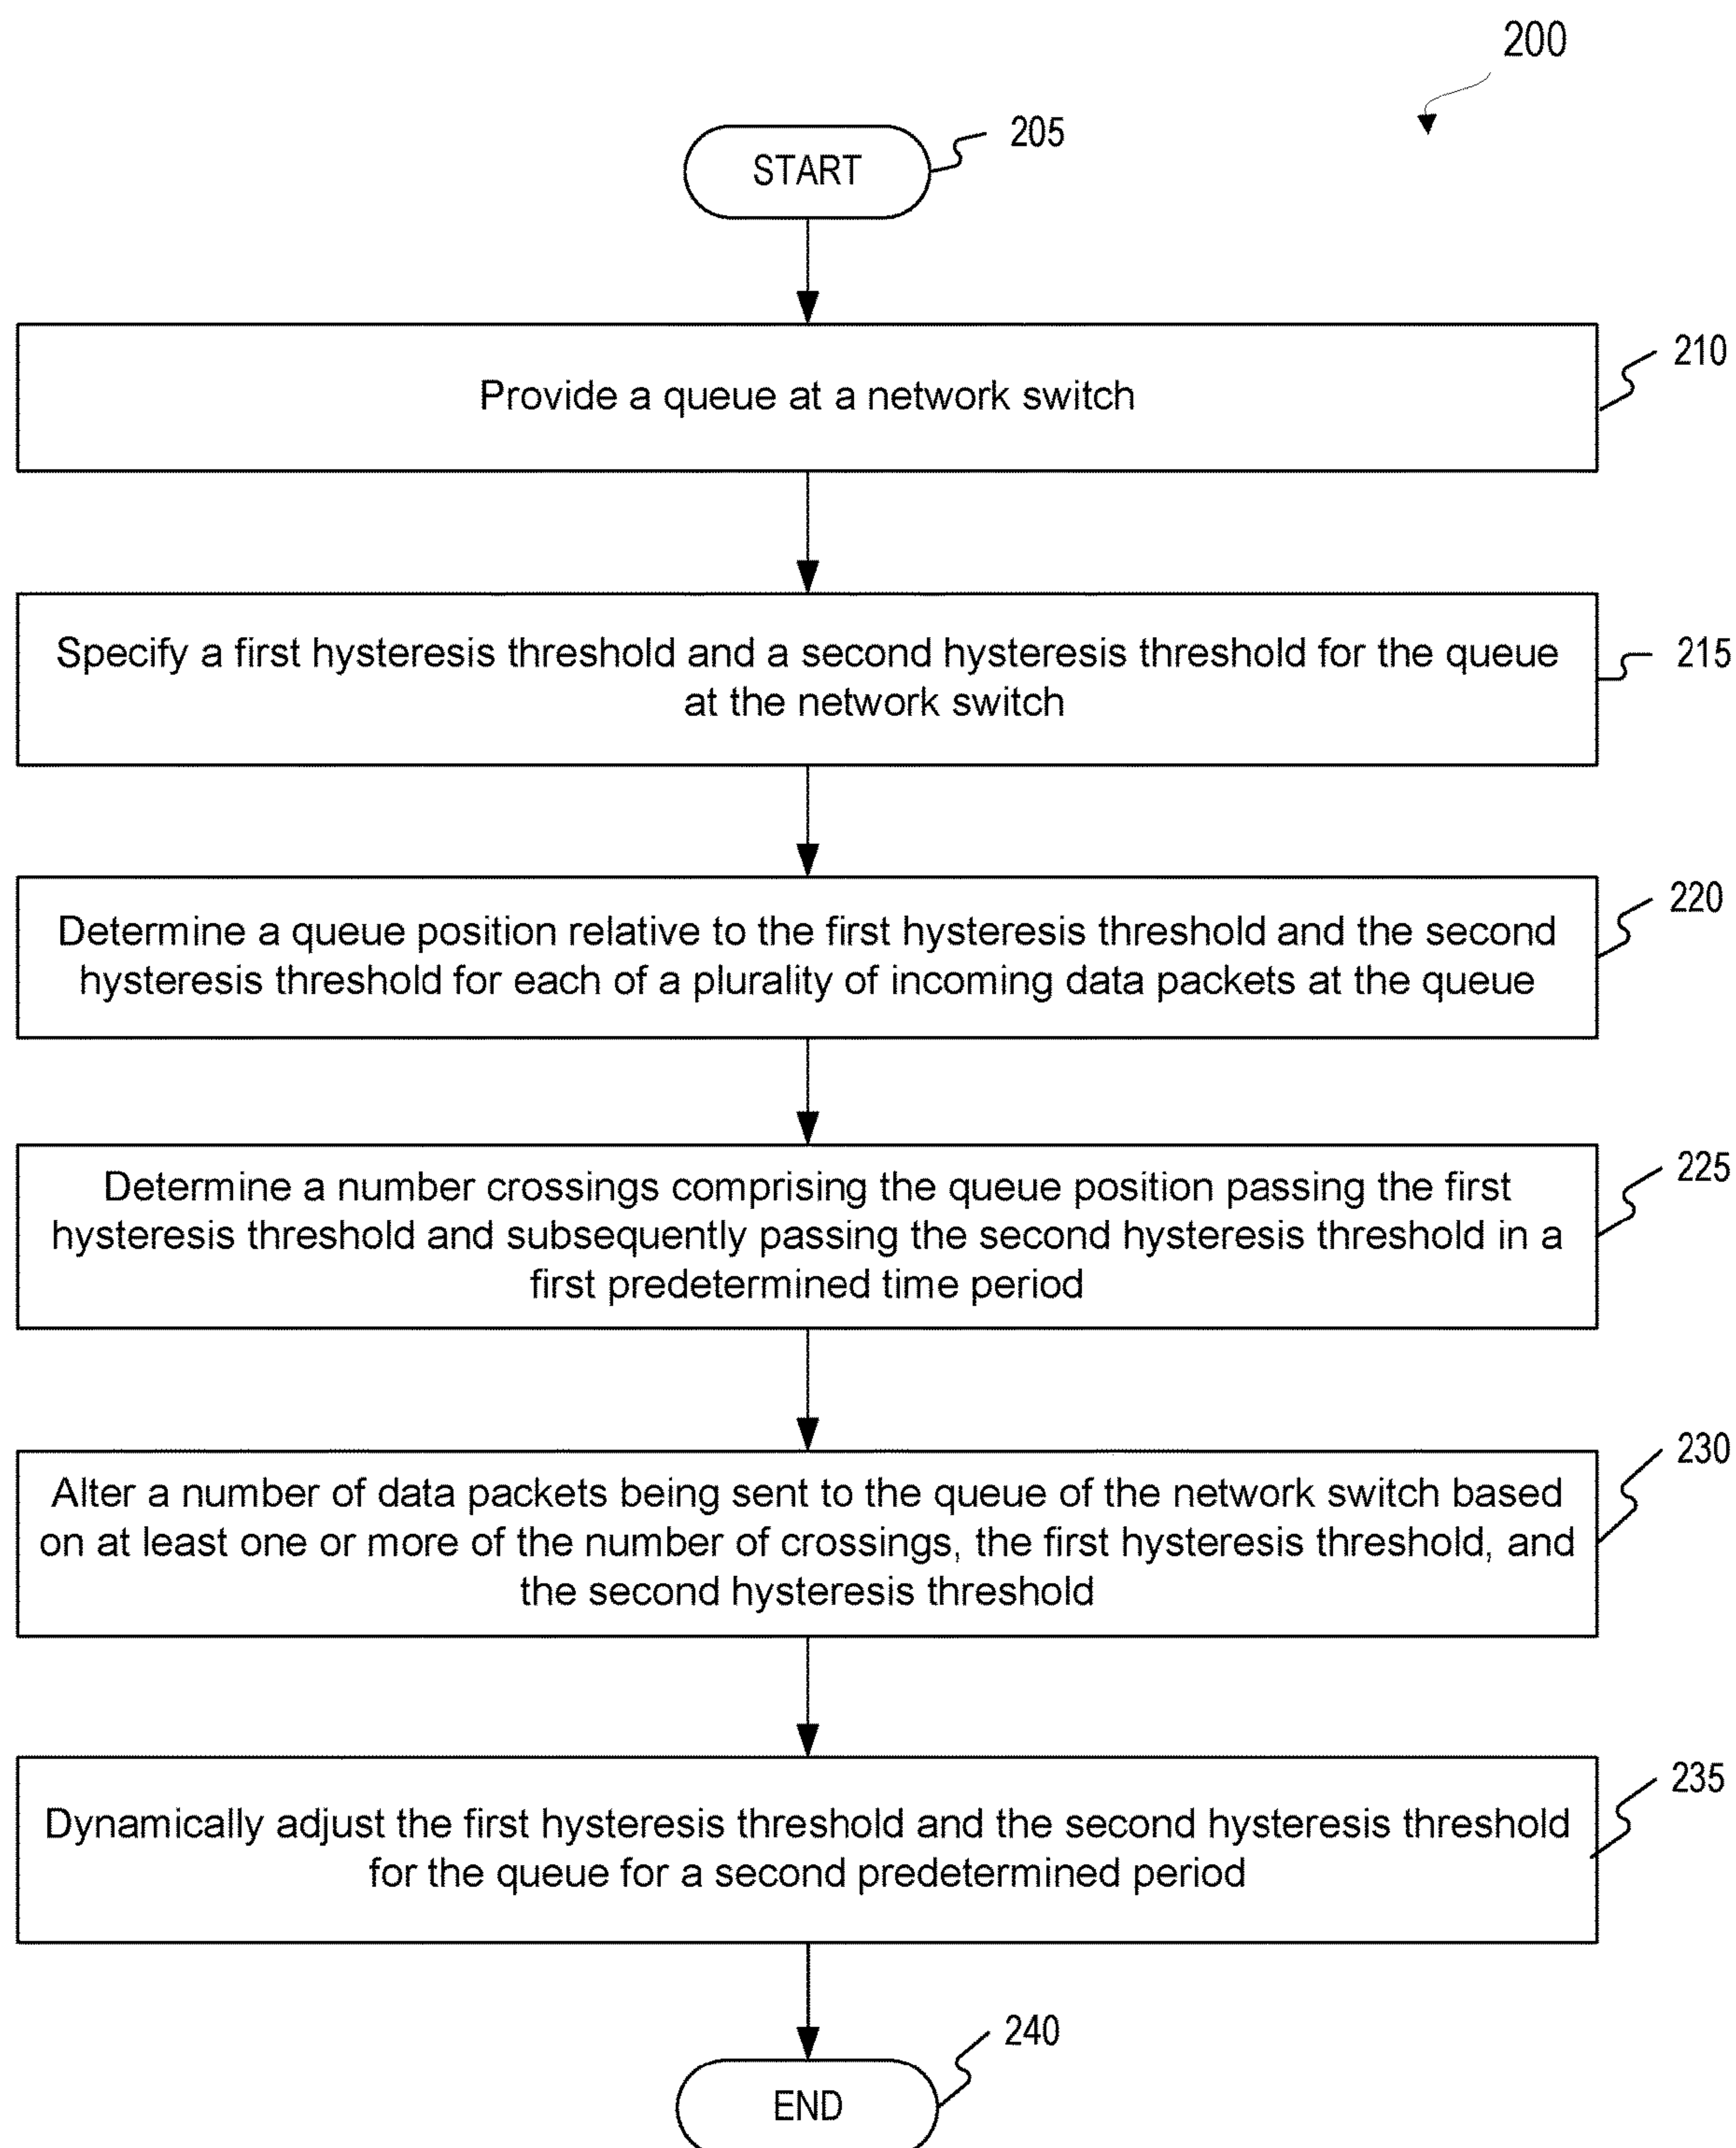 200
START
205
Provide a queue at a network switch
210
Specify a first hysteresis threshold and a second hysteresis threshold for the queue
at the network switch
215
Determine a queue position relative to the first hysteresis threshold and the second
hysteresis threshold for each of a plurality of incoming data packets at the queue
220
Determine a number crossings comprising the queue position passing the first
hysteresis threshold and subsequently passing the second hysteresis threshold in a
first predetermined time period
225
Alter a number of data packets being sent to the queue of the network switch based
on at least one or more of the number of crossings, the first hysteresis threshold, and
the second hysteresis threshold
230
Dynamically adjust the first hysteresis threshold and the second hysteresis threshold
for the queue for a second predetermined period
235
END
240